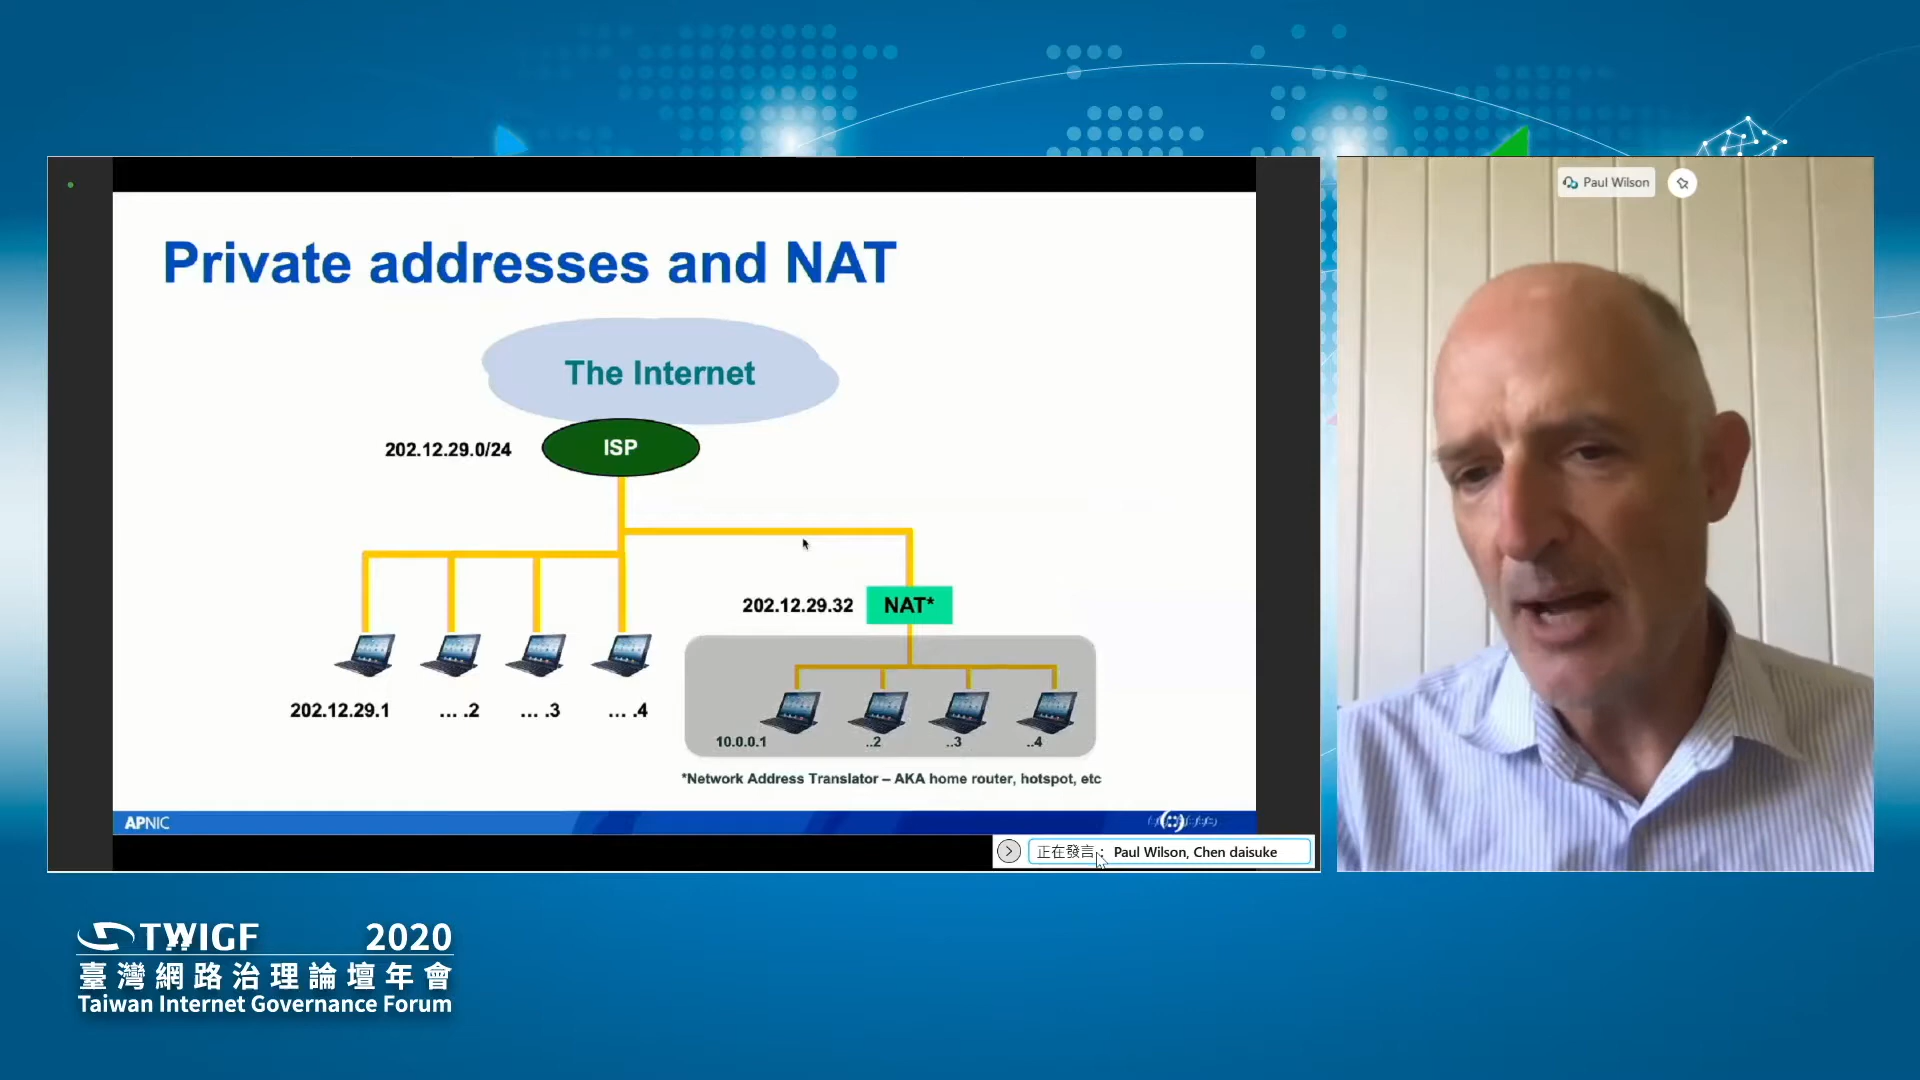 Private addresses and NAT
The Internet
202.12.29.0/24
ISP
202.12.29.32
NAT*
202.12.29.1
... .2
... .3
... .4
10.0.0.1
..2
..3
..4
*Network Address Translator – AKA home router, hotspot, etc
APNIC
正在發言： Paul Wilson, Chen daisuke
Paul Wilson
TWIGF 2020
臺灣網路治理論壇年會
Taiwan Internet Governance Forum